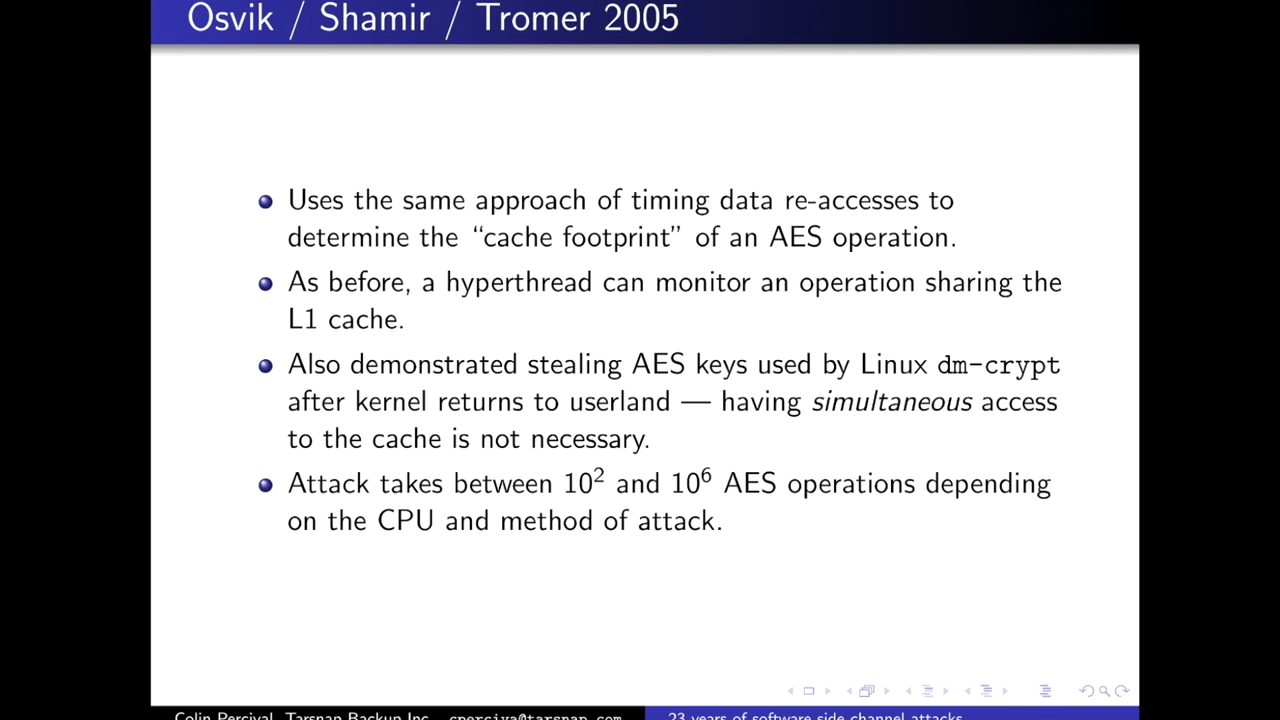 Osvik / Shamir / Tromer 2005
Uses the same approach of timing data re-accesses to
determine the “cache footprint” of an AES operation.
As before, a hyperthread can monitor an operation sharing the
L1 cache.
Also demonstrated stealing AES keys used by Linux dm-crypt
after kernel returns to userland — having simultaneous access
to the cache is not necessary.
Attack takes between 10² and 10⁶ AES operations depending
on the CPU and method of attack.
Colin Percival, Tarsnap Backup Inc. cperciva@tarsnap.com 23 years of software side channel attacks